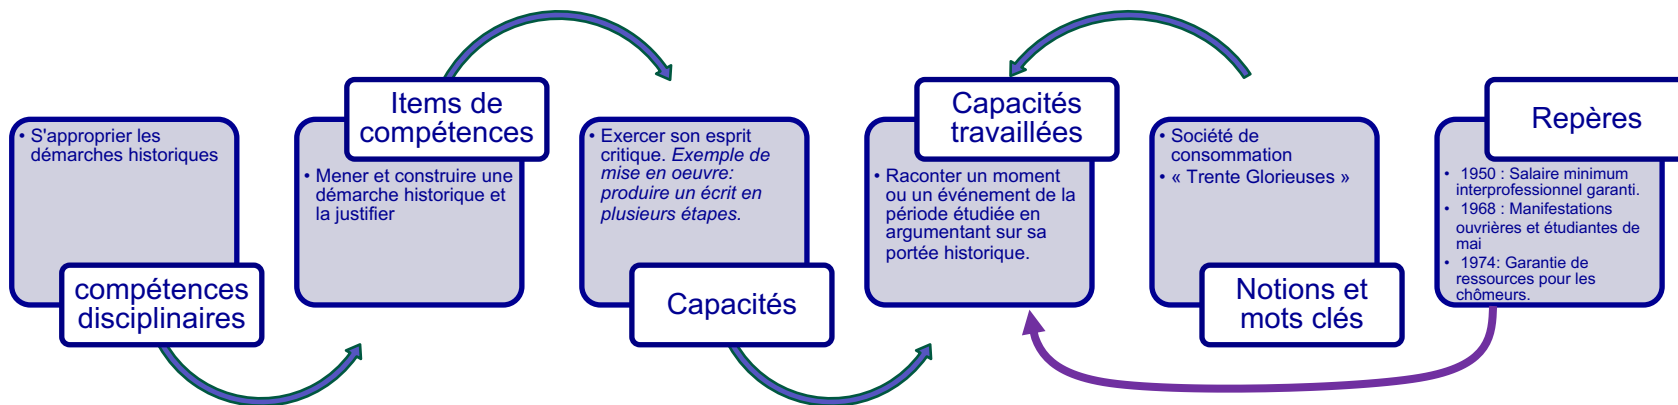 • S'approprier les
démarches historiques
compétences
disciplinaires
Items de
compétences
• Mener et construire une
démarche historique et
la justifier
• Exercer son esprit
critique. Exemple de
mise en oeuvre:
produire un écrit en
plusieurs étapes.
Capacités
Capacités
travaillées
• Raconter un moment
ou un événement de la
période étudiée en
argumentant sur sa
portée historique.
• Société de
consommation
• « Trente Glorieuses »
Notions et
mots clés
Repères
• 1950 : Salaire minimum
interprofessionnel garanti.
• 1968 : Manifestations
ouvrières et étudiantes de
mai
• 1974: Garantie de
ressources pour les
chômeurs.